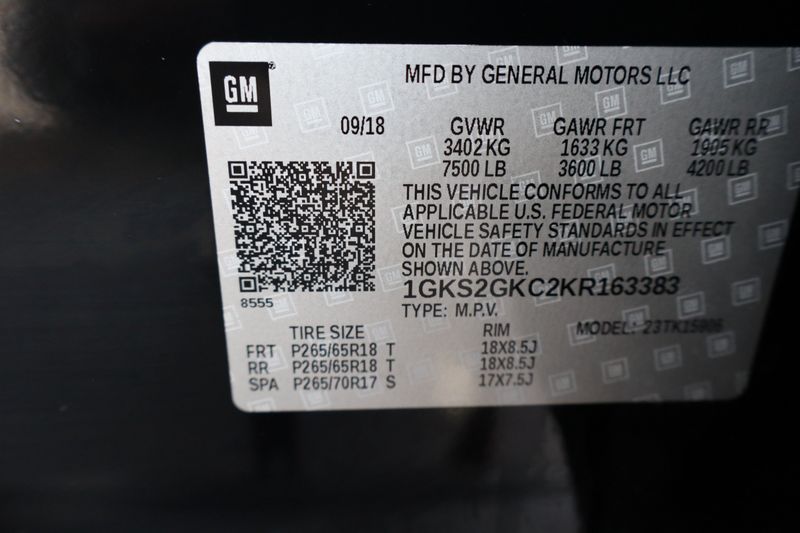 GM
MFD BY GENERAL MOTORS LLC
09/18 GVWR GAWR FRT GAWR RR
3402 KG 1633 KG 1905 KG
7500 LB 3600 LB 4200 LB
THIS VEHICLE CONFORMS TO ALL
APPLICABLE U.S. FEDERAL MOTOR
VEHICLE SAFETY STANDARDS IN EFFECT
ON THE DATE OF MANUFACTURE
SHOWN ABOVE.
1GKS2GKC2KR163383
8555
TYPE: M.P.V.
TIRE SIZE RIM MODEL: 23TK15906
FRT P265/65R18 T 18X8.5J
RR P265/65R18 T 18X8.5J
SPA P265/70R17 S 17X7.5J